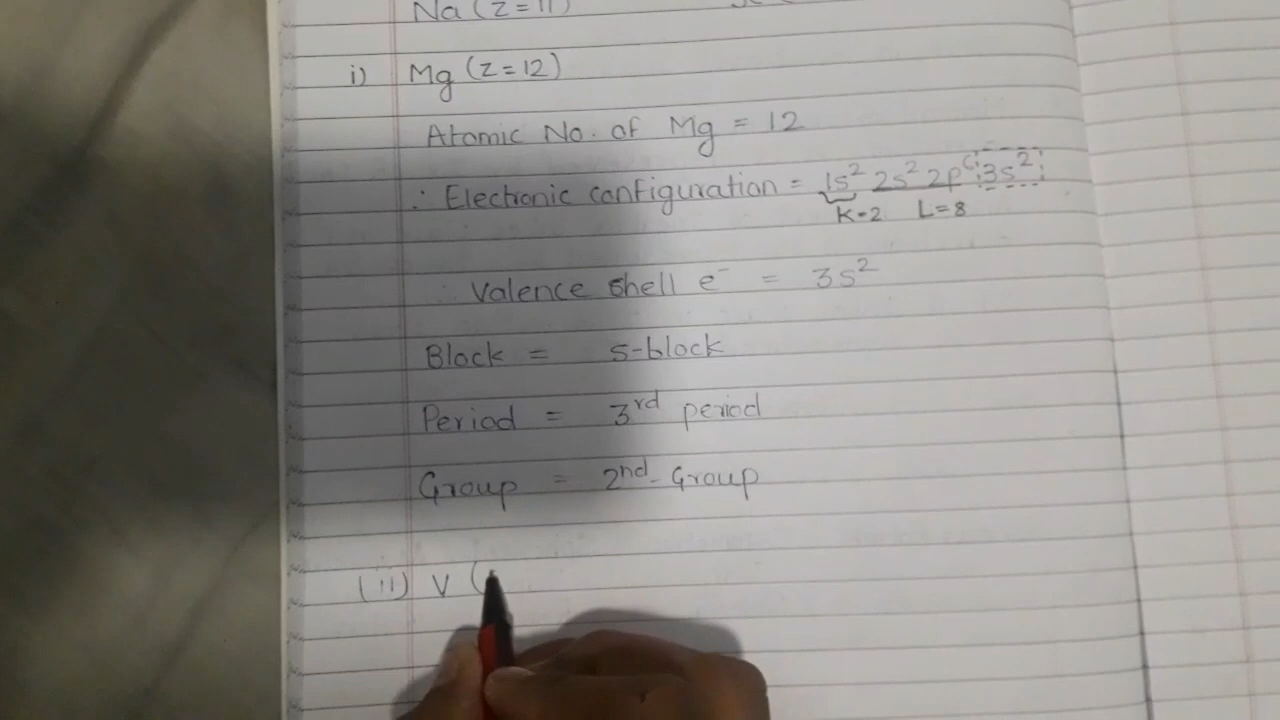 Na (Z=11)
i) Mg (Z=12)
Atomic No. of Mg = 12
∴ Electronic configuration = 1s² 2s² 2p⁶ 3s²
K=2 L=8
Valence shell e⁻ = 3s²
Block = s-block
Period = 3rd period
Group = 2nd Group
(ii) V (